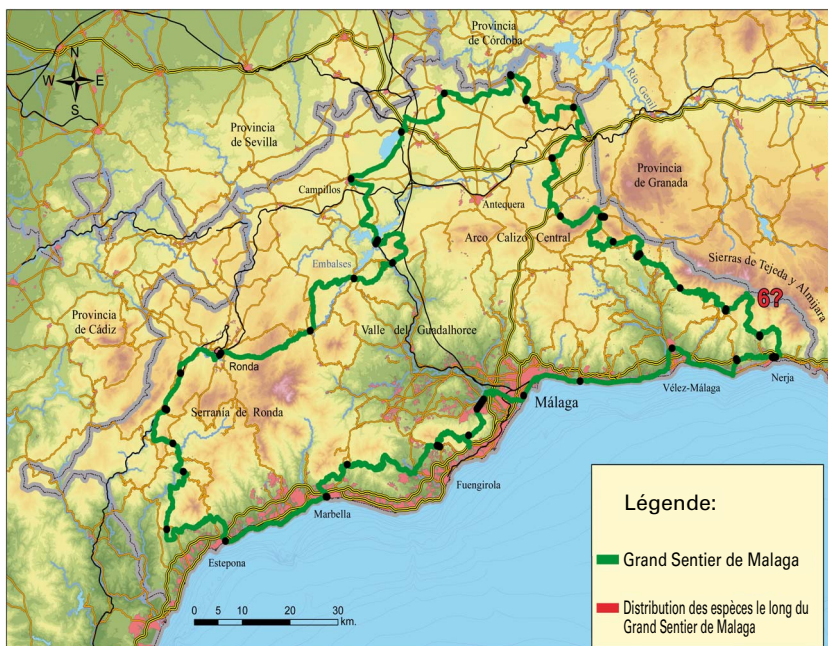 Provincia
de Córdoba
N
W E
S
Río Genil
Provincia
de Sevilla
Provincia
de Granada
Campillos
Antequera
Arco Calizo Central
Sierras de Tejeda y Almijara
Embalses
6?
Provincia
de Cádiz
Valle del Guadalhorce
Ronda
Vélez-Málaga
Nerja
Málaga
Serranía de Ronda
Fuengirola
Marbella
Estepona
0 5 10 20 30
km.
Légende:
Grand Sentier de Malaga
Distribution des espèces le long du
Grand Sentier de Malaga